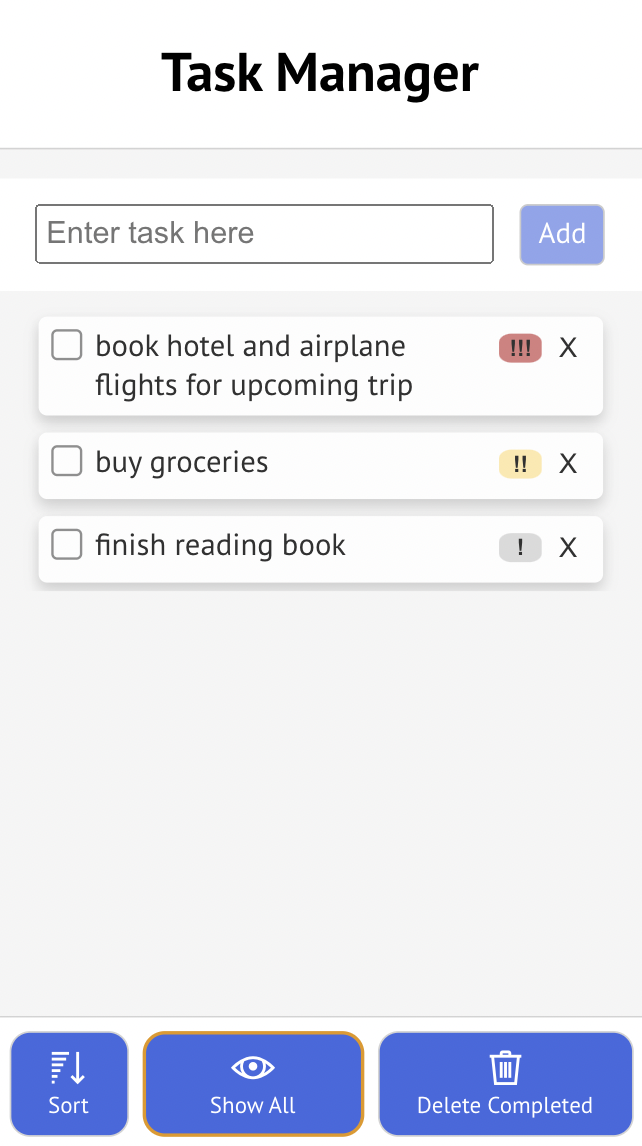 Task Manager
Enter task here
Add
book hotel and airplane
flights for upcoming trip
!!!
X
buy groceries
!!
X
finish reading book
!
X
Sort
Show All
Delete Completed